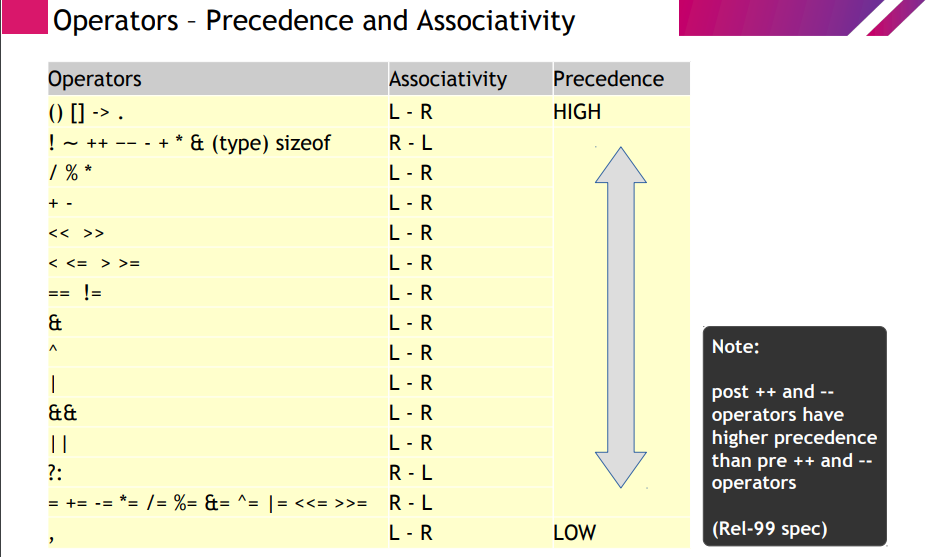 Operators – Precedence and Associativity
Operators Associativity Precedence
() [] -> . L - R HIGH
! ~ ++ −− - + * & (type) sizeof R - L
/ % * L - R
+ - L - R
<< >> L - R
< <= > >= L - R
== != L - R
& L - R
^ L - R
| L - R
&& L - R
|| L - R
?: R - L
= += -= *= /= %= &= ^= |= <<= >>= R - L
, L - R LOW
Note:
post ++ and --
operators have
higher precedence
than pre ++ and --
operators
(Rel-99 spec)